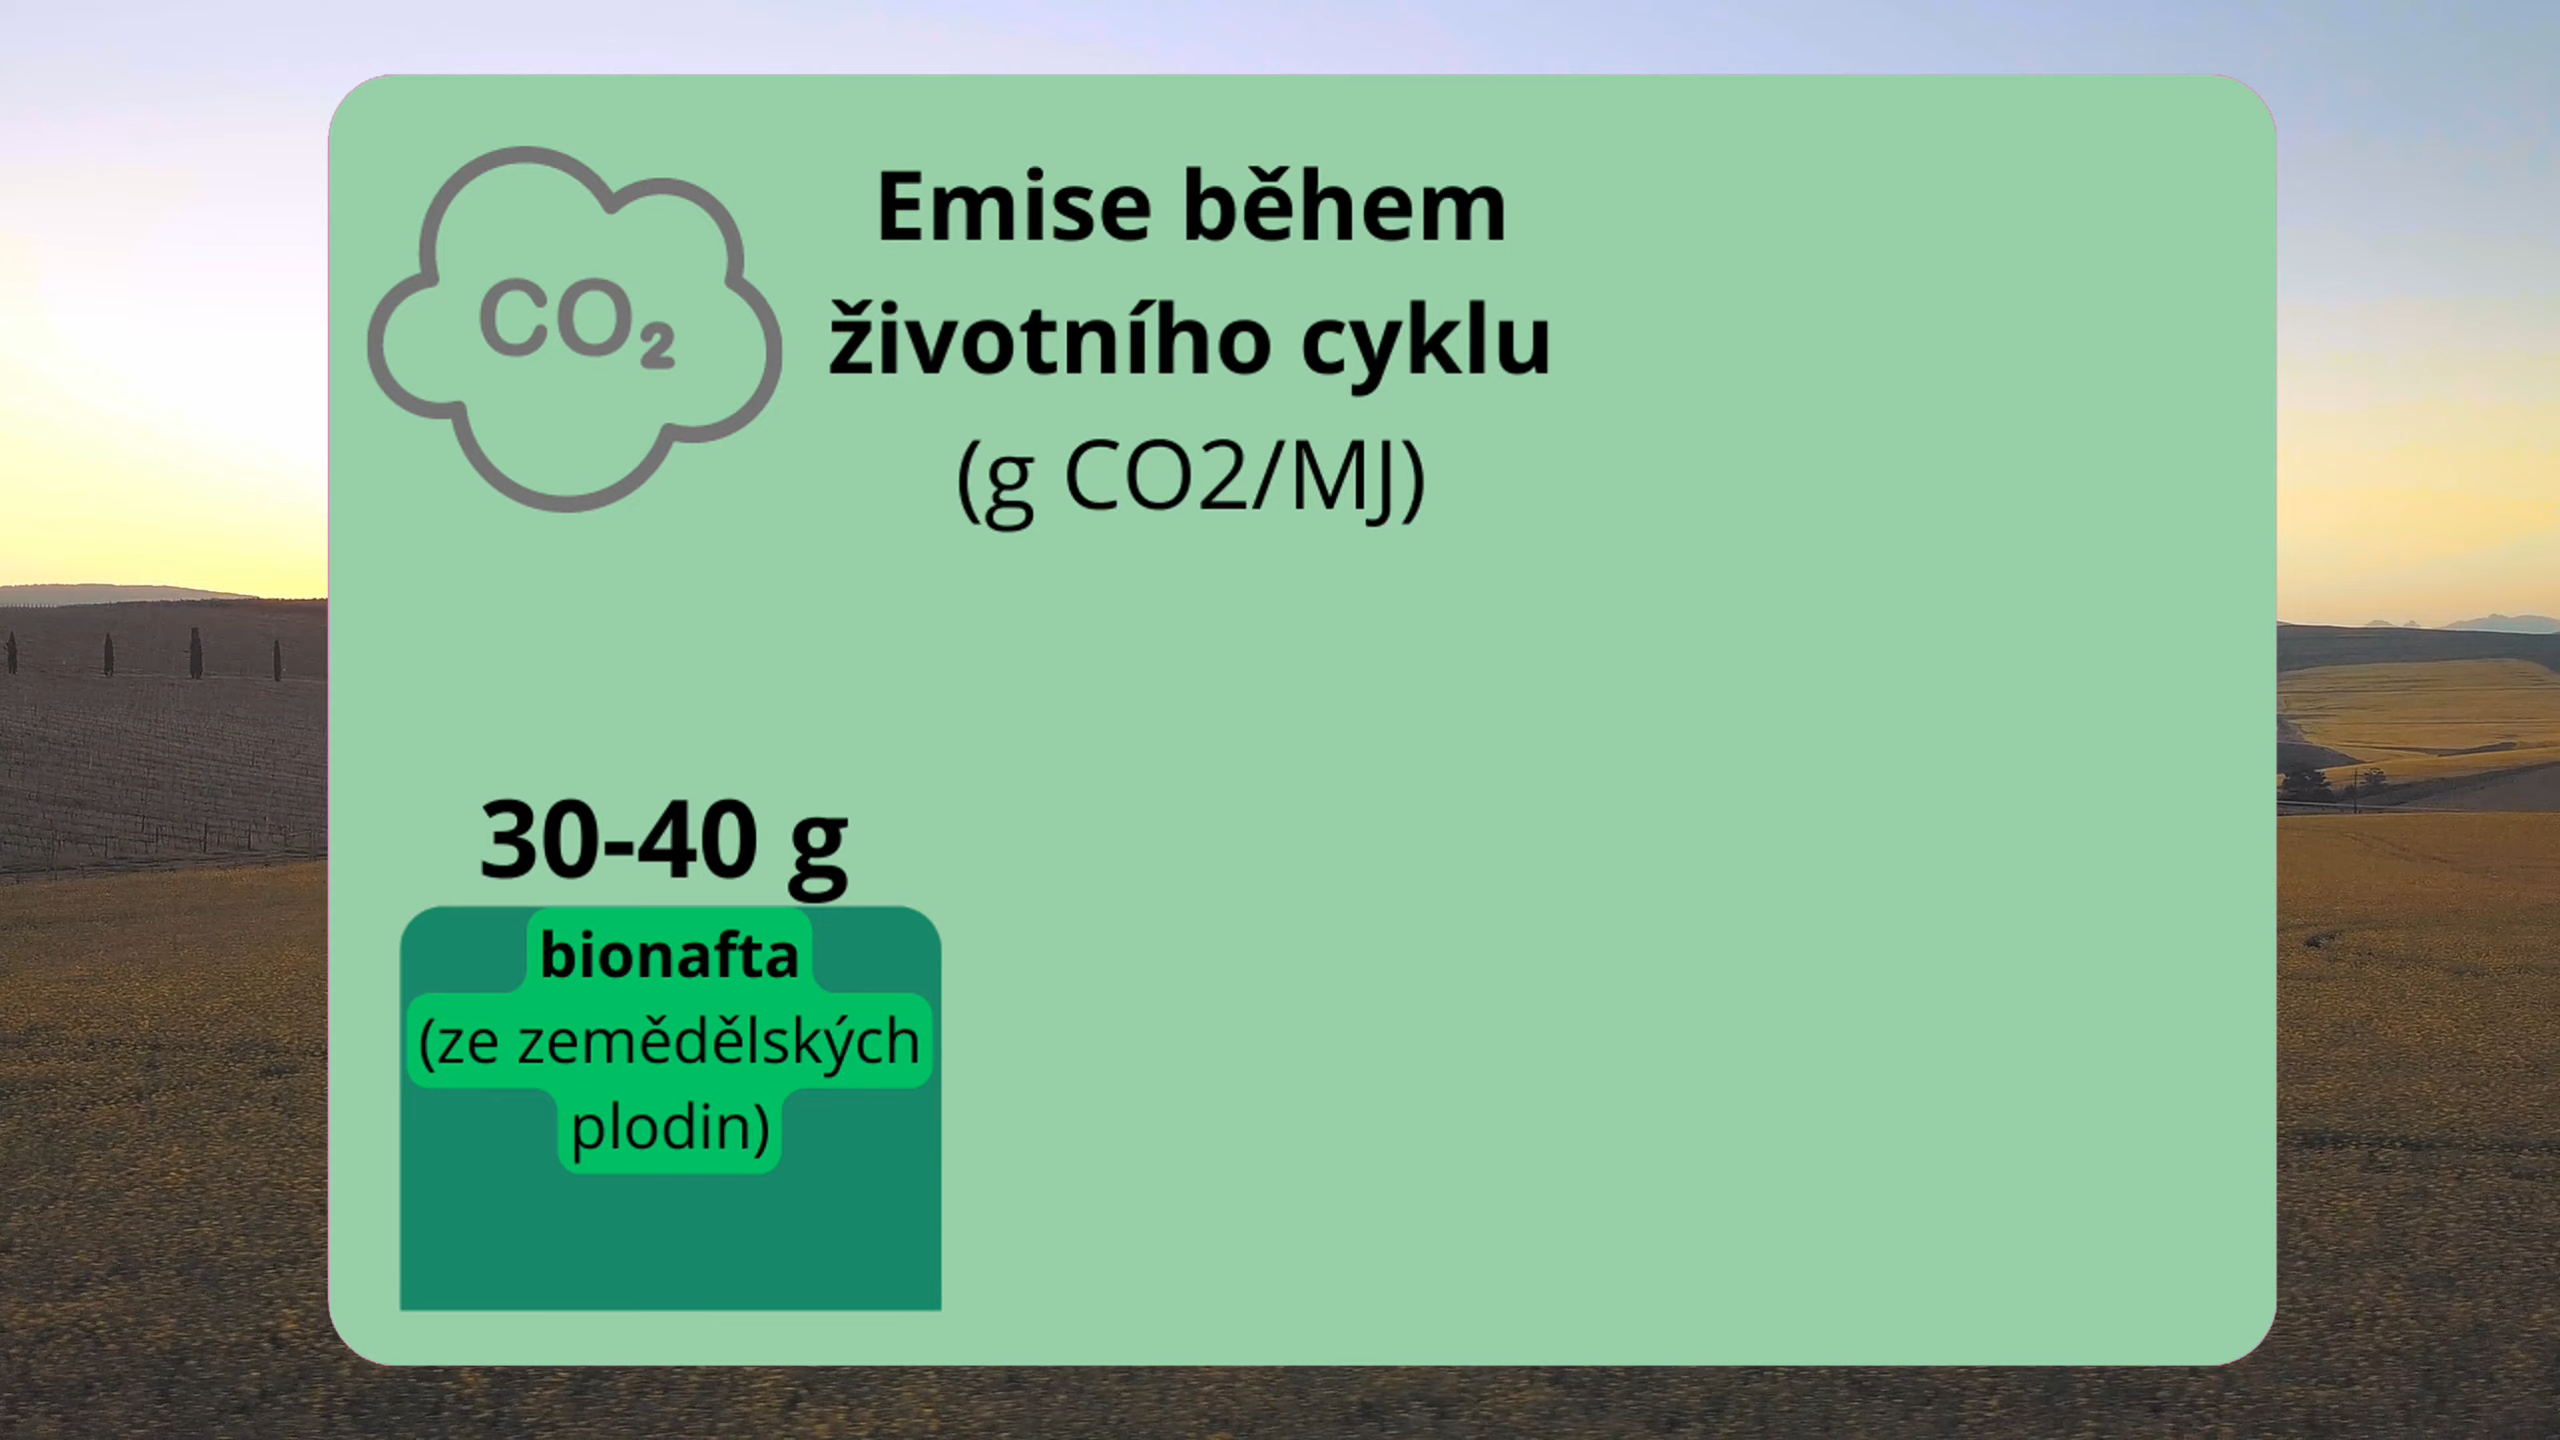 CO₂
Emise během
životního cyklu
(g CO2/MJ)
30-40 g
bionafta
(ze zemědělských
plodin)